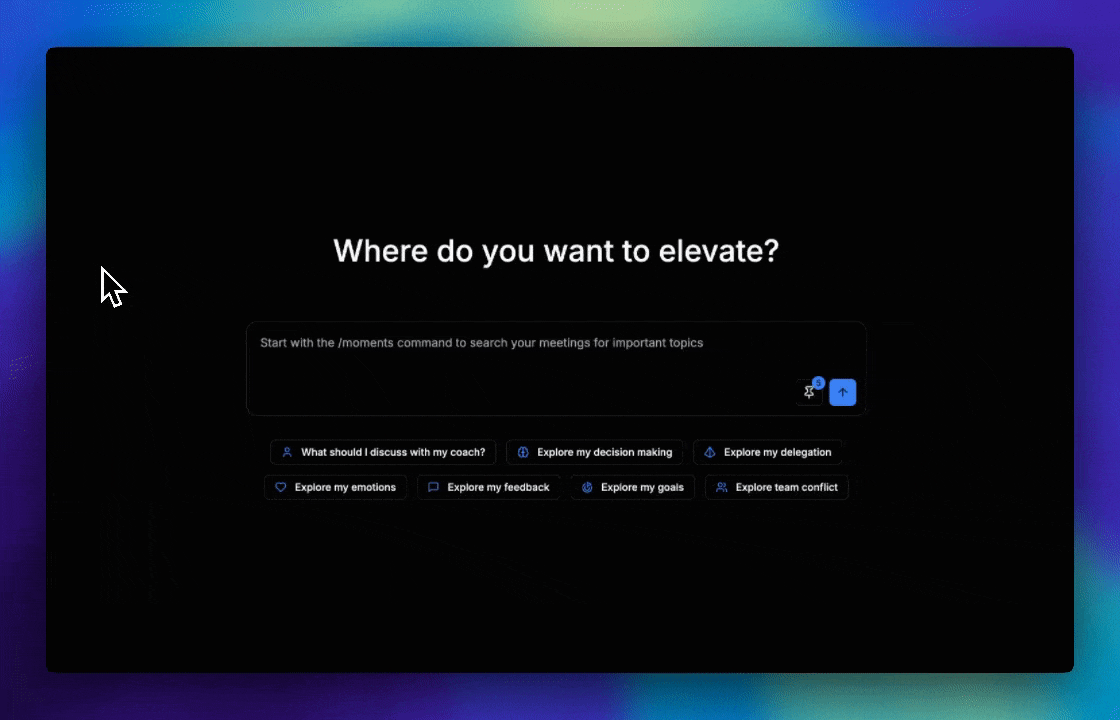 Where do you want to elevate?
Start with the /moments command to search your meetings for important topics
5
What should I discuss with my coach?
Explore my decision making
Explore my delegation
Explore my emotions
Explore my feedback
Explore my goals
Explore team conflict